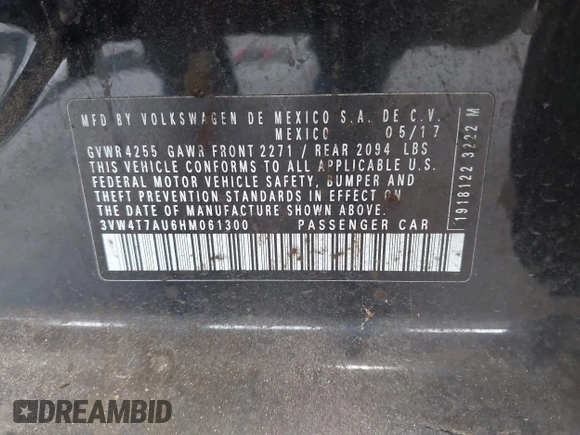 MFD BY VOLKSWAGEN DE MEXICO S.A. DE C.V.
MEXICO 05/17
GVWR 4255 GAWR FRONT 2271 / REAR 2094 LBS
THIS VEHICLE CONFORMS TO ALL APPLICABLE U.S.
FEDERAL MOTOR VEHICLE SAFETY, BUMPER AND
THEFT PREVENTION STANDARDS IN EFFECT ON
THE DATE OF MANUFACTURE SHOWN ABOVE.
3VW4T7AU6HM061300 PASSENGER CAR
1918122 3222 M
DREAMBID